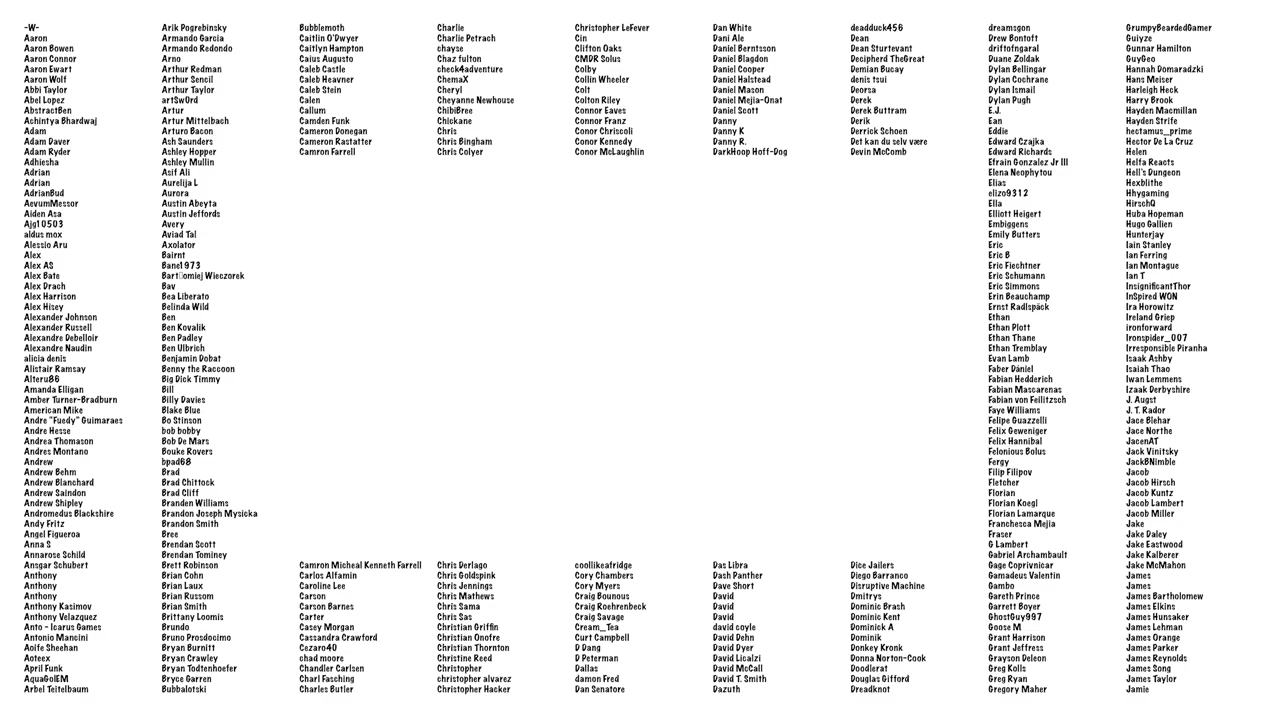 -W-
Aaron
Aaron Bowen
Aaron Connor
Aaron Ewart
Aaron Wolf
Abbi Taylor
Abel Lopez
AbstractBen
Achintya Bhardwaj
Adam
Adam Daver
Adam Ryder
Adhiesha
Adrian
Adrian
AdrianBud
AevumMessor
Aiden Asa
Ajg10503
aldus mox
Alessio Aru
Alex
Alex AS
Alex Bate
Alex Drach
Alex Harrison
Alex Hisey
Alexander Johnson
Alexander Russell
Alexandre Debelloir
Alexandre Naudin
alicia denis
Alistair Ramsay
Alteru86
Amanda Elligan
Amber Turner-Bradburn
American Mike
Andre "Fuedy" Guimaraes
Andre Hesse
Andrea Thomason
Andres Montano
Andrew
Andrew Behm
Andrew Blanchard
Andrew Saindon
Andrew Shipley
Andromedus Blackshire
Andy Fritz
Angel Figueroa
Anna S
Annarose Schild
Ansgar Schubert
Anthony
Anthony
Anthony
Anthony Kasimov
Anthony Velazquez
Anto - Icarus Games
Antonio Mancini
Aoife Sheehan
Aoteex
April Funk
AquaGolEM
Arbel Teitelbaum
Arik Pogrebinsky
Armando Garcia
Armando Redondo
Arno
Arthur Redman
Arthur Sencil
Arthur Taylor
artSw0rd
Artur
Artur Mittelbach
Arturo Bacon
Ash Saunders
Ashley Hopper
Ashley Mullin
Asif Ali
Aurelija L
Aurora
Austin Abeyta
Austin Jeffords
Avery
Aviad Tal
Axolator
Bairnt
Bane1973
Bart□omiej Wieczorek
Bav
Bea Liberato
Belinda Wild
Ben
Ben Kovalik
Ben Padley
Ben Ulbrich
Benjamin Dobat
Benny the Raccoon
Big Dick Timmy
Bill
Billy Davies
Blake Blue
Bo Stinson
bob bobby
Bob De Mars
Bouke Rovers
bpad68
Brad
Brad Chittock
Brad Cliff
Branden Williams
Brandon Joseph Mysicka
Brandon Smith
Bree
Brendan Scott
Brendan Tominey
Brett Robinson
Brian Cohn
Brian Laux
Brian Russom
Brian Smith
Brittany Loomis
Brundo
Bruno Prosdocimo
Bryan Burnitt
Bryan Crawley
Bryan Todtenhoefer
Bryce Garren
Bubbalotski
Bubblemoth
Caitlin O'Dwyer
Caitlyn Hampton
Caius Augusto
Caleb Castle
Caleb Heavner
Caleb Stein
Calen
Callum
Camden Funk
Cameron Donegan
Cameron Rastatter
Camron Farrell
Camron Micheal Kenneth Farrell
Carlos Alfamin
Caroline Lee
Carson
Carson Barnes
Carter
Casey Morgan
Cassandra Crawford
Cezaro40
chad moore
Chandler Carlsen
Charl Fasching
Charles Butler
Charlie
Charlie Petrach
chayse
Chaz fulton
check4adventure
ChemaX
Cheryl
Cheyanne Newhouse
ChibiBree
Chickane
Chris
Chris Bingham
Chris Colyer
Chris Derlago
Chris Goldspink
Chris Jennings
Chris Mathews
Chris Sama
Chris Sas
Christian Griffin
Christian Onofre
Christian Thornton
Christine Reed
Christopher
christopher alvarez
Christopher Hacker
Christopher LeFever
Cin
Clifton Oaks
CMDR Solus
Colby
Collin Wheeler
Colt
Colton Riley
Connor Eaves
Connor Franz
Conor Chriscoli
Conor Kennedy
Conor McLaughlin
coollikeafridge
Cory Chambers
Cory Myers
Craig Bounous
Craig Roehrenbeck
Craig Savage
Cream_Tea
Curt Campbell
D Dang
D Peterman
Dallas
damon Fred
Dan Senatore
Dan White
Dani Ale
Daniel Berntsson
Daniel Blagdon
Daniel Cooper
Daniel Halstead
Daniel Mason
Daniel Mejia-Onat
Daniel Scott
Danny
Danny K
Danny R.
DarkHoop Hoff-Dog
Das Libra
Dash Panther
Dave Short
David
David
David
david coyle
David Dehn
David Dyer
David Licalzi
David McCall
David T. Smith
Dazuth
deadduck456
Dean
Dean Sturtevant
Decipherd TheGreat
Demian Bucay
denis tsui
Deorsa
Derek
Derek Buttram
Derik
Derrick Schoen
Det kan du selv være
Devin McComb
Dice Jailers
Diego Barranco
Disruptive Machine
Dmitrys
Dominic Brash
Dominic Kent
Dominick A
Dominik
Donkey Kronk
Donna Norton-Cook
Doodlerat
Douglas Gifford
Dreadknot
dreamsgon
Drew Bontoft
driftofngaral
Duane Zoldak
Dylan Bellingar
Dylan Cochrane
Dylan Ismail
Dylan Pugh
E.J.
Ean
Eddie
Edward Czajka
Edward Richards
Efrain Gonzalez Jr III
Elena Neophytou
Elias
elizo9312
Ella
Elliott Heigert
Embiggens
Emily Butters
Eric
Eric B
Eric Fiechtner
Eric Schumann
Eric Simmons
Erin Beauchamp
Ernst Radlspäck
Ethan
Ethan Plott
Ethan Thane
Ethan Tremblay
Evan Lamb
Faber Dániel
Fabian Hedderich
Fabian Mascarenas
Fabian von Feilitzsch
Faye Williams
Felipe Guazzelli
Felix Geweniger
Felix Hannibal
Felonious Bolus
Fergy
Filip Filipov
Fletcher
Florian
Florian Koegl
Florian Lamarque
Franchesca Mejia
Fraser
G Lambert
Gabriel Archambault
Gage Coprivnicar
Gamadeus Valentin
Gambo
Gareth Prince
Garrett Boyer
GhostGuy997
Goose M
Grant Harrison
Grant Jeffress
Grayson Deleon
Greg Kolls
Greg Ryan
Gregory Maher
GrumpyBeardedGamer
Guiyze
Gunnar Hamilton
GuyGeo
Hannah Domaradzki
Hans Meiser
Harleigh Heck
Harry Brook
Hayden Macmillan
Hayden Strife
hectamus_prime
Hector De La Cruz
Helen
Helfa Reacts
Hell's Dungeon
Hexblithe
Hhygaming
HirschQ
Huba Hopeman
Hugo Gallien
Hunterjay
Iain Stanley
Ian Ferring
Ian Montague
Ian T
InsignificantThor
InSpired WON
Ira Horowitz
Ireland Griep
ironforward
Ironspider_007
Irresponsible Piranha
Isaak Ashby
Isaiah Thao
Iwan Lemmens
Izaak Derbyshire
J. Augst
J. T. Rador
Jace Blehar
Jace Northe
JacenAT
Jack Vinitsky
JackBNimble
Jacob
Jacob Hirsch
Jacob Kuntz
Jacob Lambert
Jacob Miller
Jake
Jake Daley
Jake Eastwood
Jake Kalberer
Jake McMahon
James
James
James Bartholomew
James Elkins
James Hunsaker
James Lehman
James Orange
James Parker
James Reynolds
James Song
James Taylor
Jamie